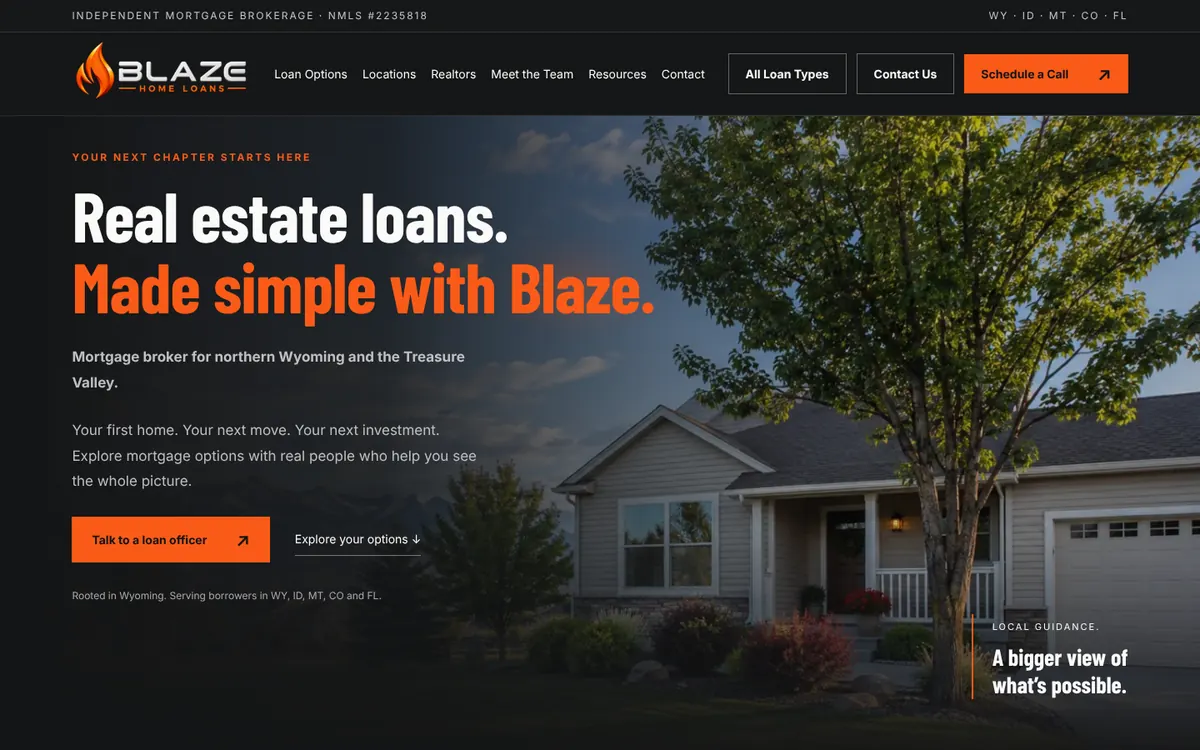 INDEPENDENT MORTGAGE BROKERAGE · NMLS #2235818
WY · ID · MT · CO · FL
BLAZE
HOME LOANS
Loan Options
Locations
Realtors
Meet the Team
Resources
Contact
All Loan Types
Contact Us
Schedule a Call
YOUR NEXT CHAPTER STARTS HERE
Real estate loans.
Made simple with Blaze.
Mortgage broker for northern Wyoming and the Treasure
Valley.
Your first home. Your next move. Your next investment.
Explore mortgage options with real people who help you see
the whole picture.
Talk to a loan officer
Explore your options ↓
Rooted in Wyoming. Serving borrowers in WY, ID, MT, CO and FL.
LOCAL GUIDANCE.
A bigger view of
what's possible.